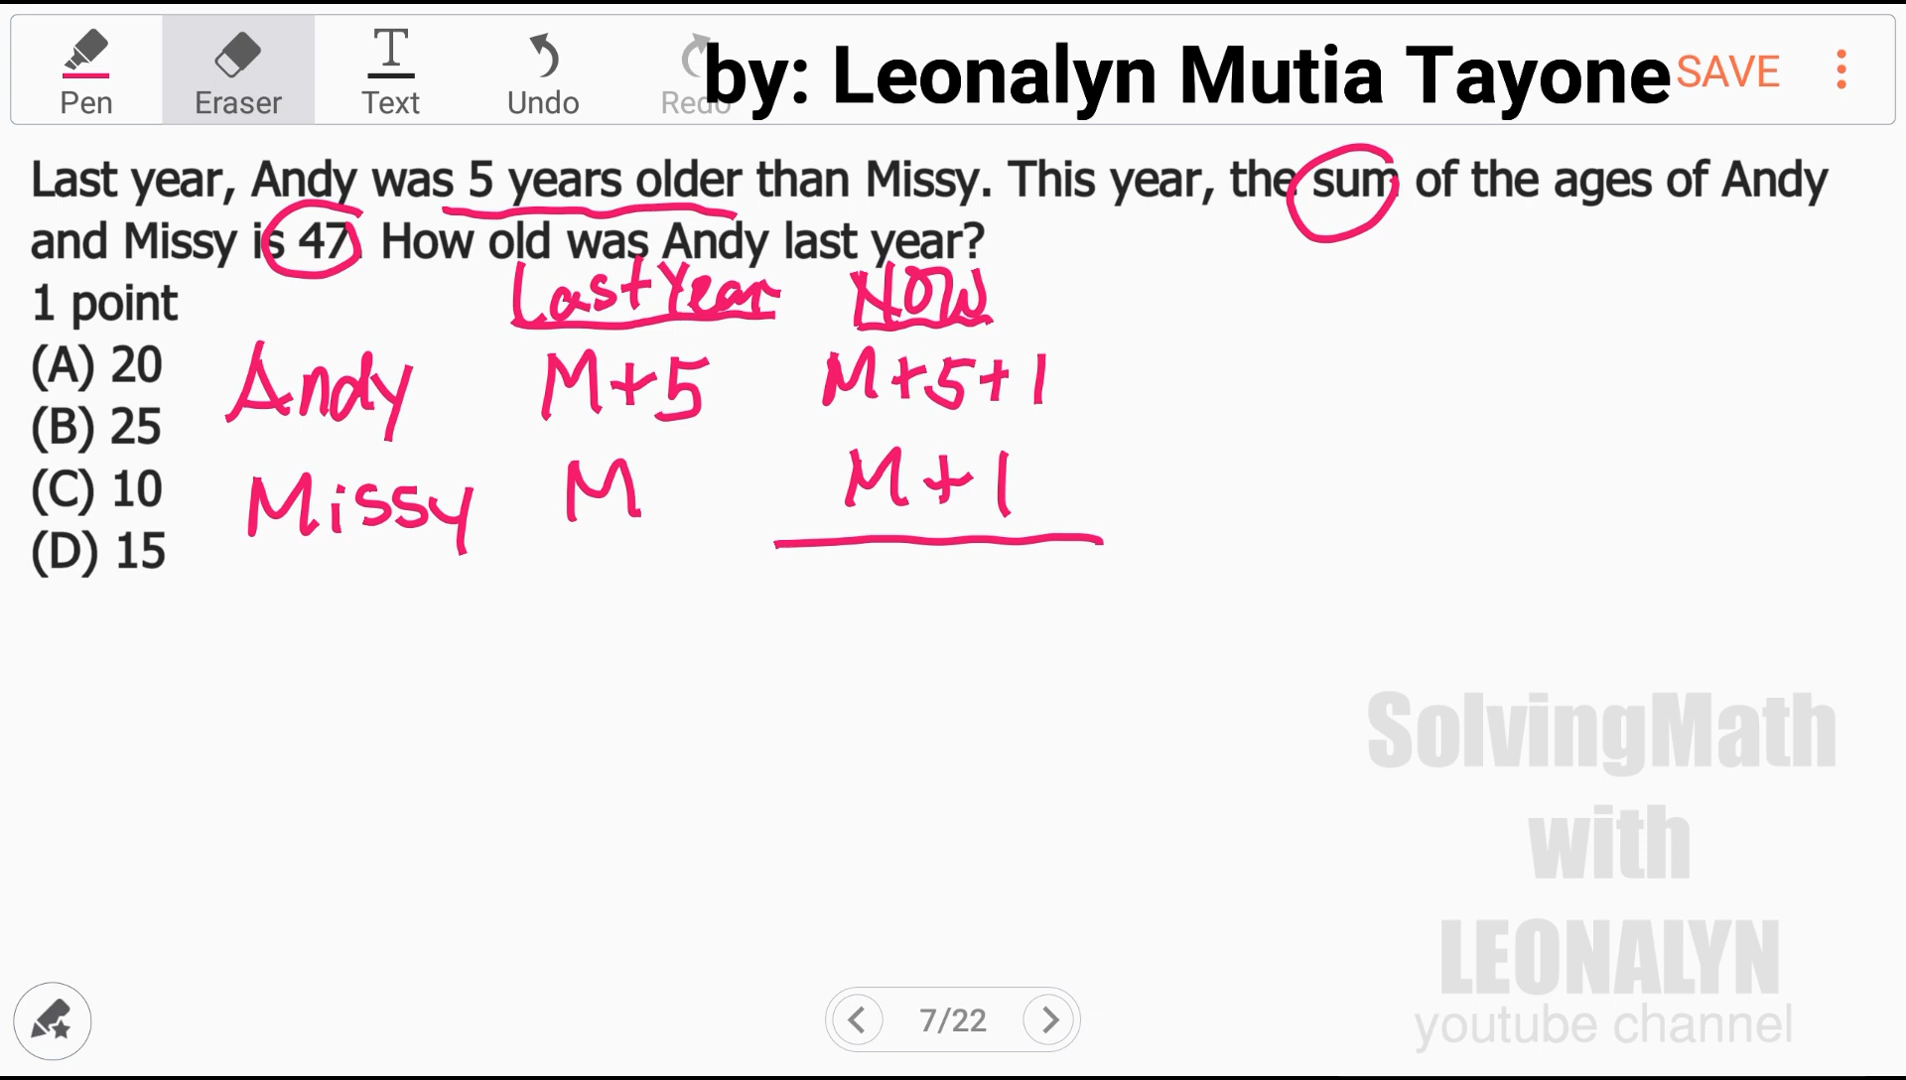 Pen
Eraser
Text
Undo
Redo
by: Leonalyn Mutia Tayone
SAVE
Last year, Andy was 5 years older than Missy. This year, the sum of the ages of Andy
and Missy is 47. How old was Andy last year?
1 point
Last Year Now
(A) 20
Andy M+5 M+5+1
(B) 25
(C) 10
Missy M M+1
(D) 15
SolvingMath
with
LEONALYN
youtube channel
7/22